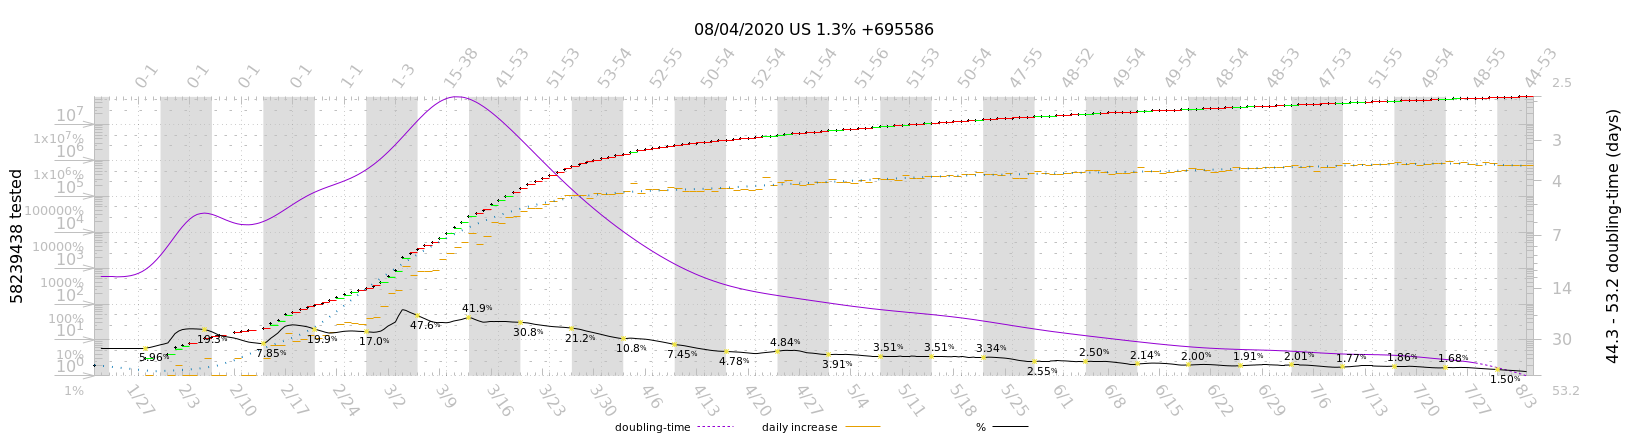 08/04/2020 US 1.3% +695586
0-1 0-1 0-1 0-1 1-1 1-3 15-38 41-53 51-53 53-54 52-55 50-54 52-54 51-54 51-56 51-53 50-54 47-55 48-52 49-54 49-54 48-54 48-53 47-53 51-55 49-54 48-55 44-53
58239438 tested
10⁷
1x10⁷%
10⁶
1x10⁶%
10⁵
100000%
10⁴
10000%
10³
1000%
10²
100%
10¹
10%
10⁰
1%
2.5
3
4
7
14
30
53.2
44.3 - 53.2 doubling-time (days)
5.96% 19.3% 7.85% 19.9% 17.0% 47.6% 41.9% 30.8% 21.2% 10.8% 7.45% 4.78% 4.84% 3.91% 3.51% 3.51% 3.34% 2.55% 2.50% 2.14% 2.00% 1.91% 2.01% 1.77% 1.86% 1.68% 1.50%
1/27 2/3 2/10 2/17 2/24 3/2 3/9 3/16 3/23 3/30 4/6 4/13 4/20 4/27 5/4 5/11 5/18 5/25 6/1 6/8 6/15 6/22 6/29 7/6 7/13 7/20 7/27 8/3
doubling-time daily increase %